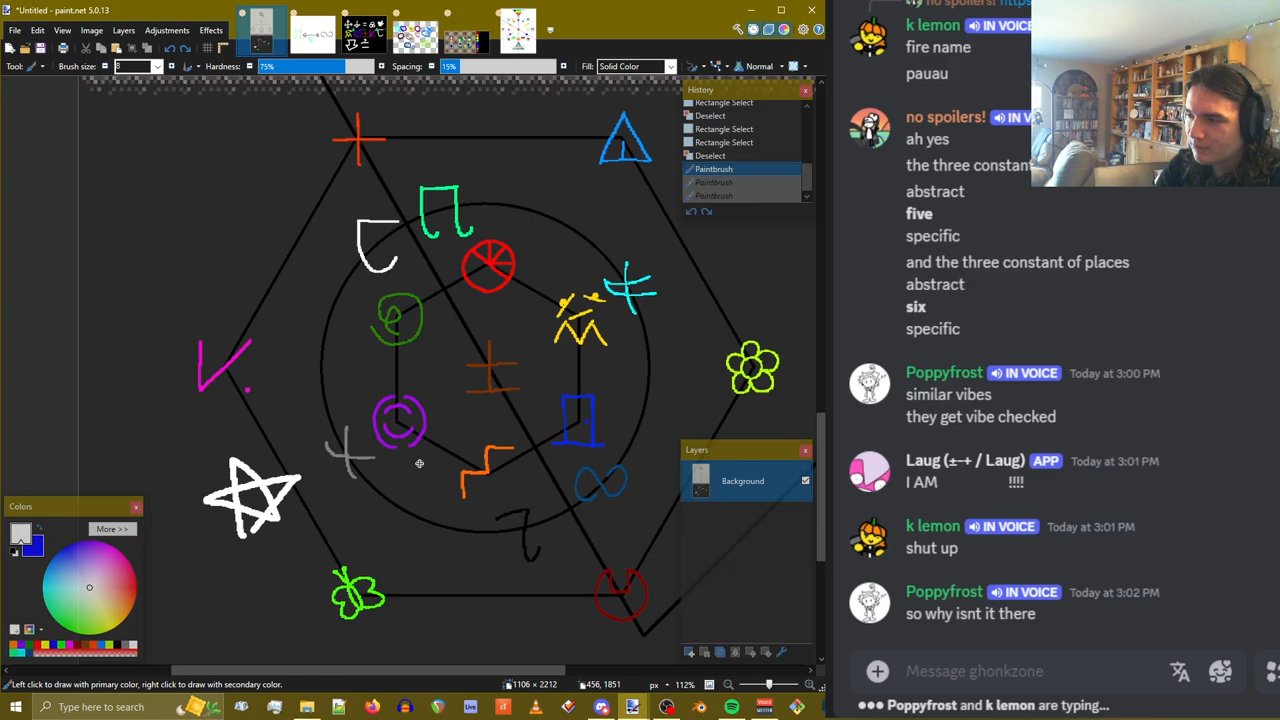 *Untitled - paint.net 5.0.13
File Edit View Image Layers Adjustments Effects
Tool: Brush size: 8 Hardness: 75% Spacing: 15% Fill: Solid Color Normal
History
Rectangle Select
Deselect
Rectangle Select
Rectangle Select
Deselect
Paintbrush
Paintbrush
Paintbrush
Layers
Background
Colors
More >>
Left click to draw with primary color, right click to draw with secondary color.
1106 × 2212
456, 1851
px
112%
Type here to search
Live
no spoilers!
k lemon IN VOICE
fire name
pauau
no spoilers! IN V
ah yes
the three constant
abstract
five
specific
and the three constant of places
abstract
six
specific
Poppyfrost IN VOICE Today at 3:00 PM
similar vibes
they get vibe checked
Laug (±-+ / Laug) APP Today at 3:01 PM
I AM !!!!
k lemon IN VOICE Today at 3:01 PM
shut up
Poppyfrost IN VOICE Today at 3:02 PM
so why isnt it there
Message ghonkzone
Poppyfrost and k lemon are typing...